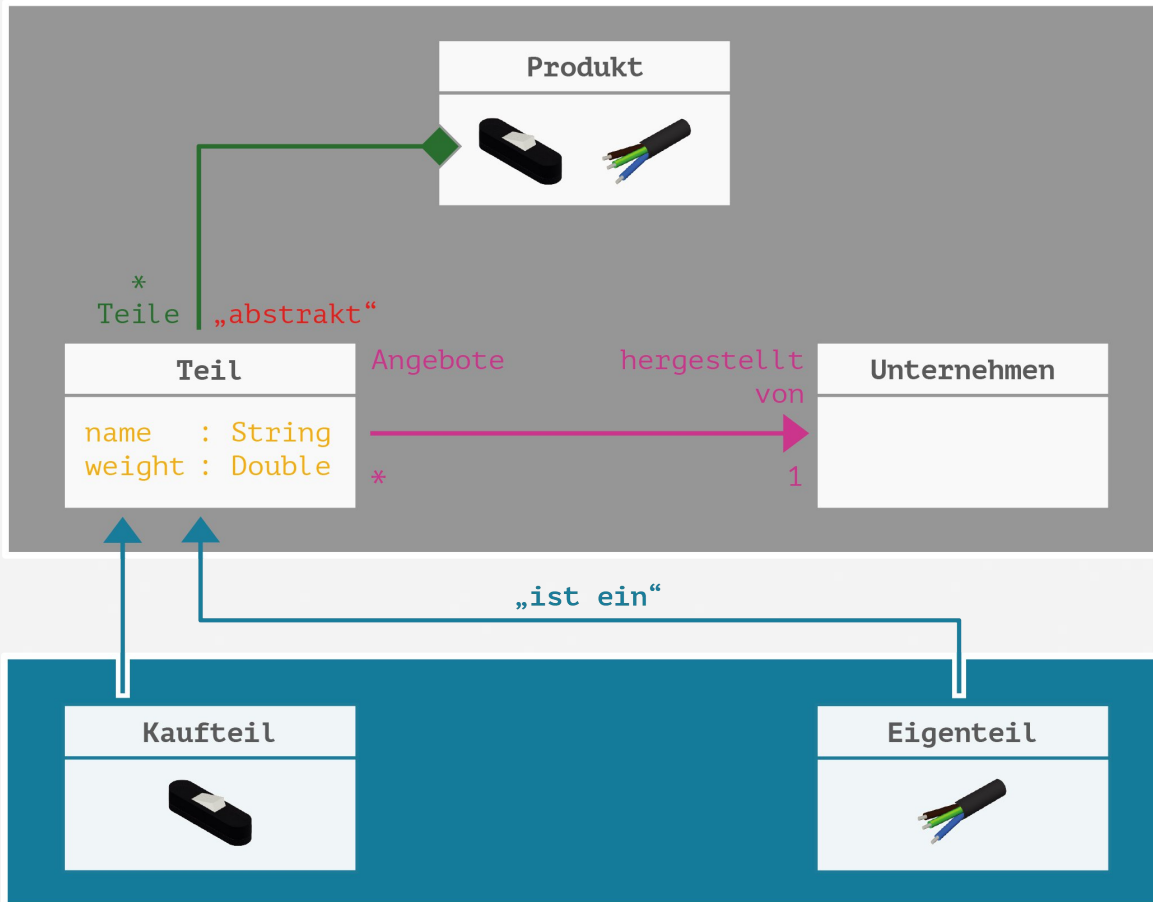 Produkt
*
Teile
„abstrakt“
Teil
name : String
weight : Double
Angebote
*
hergestellt
von
1
Unternehmen
„ist ein“
Kaufteil
Eigenteil